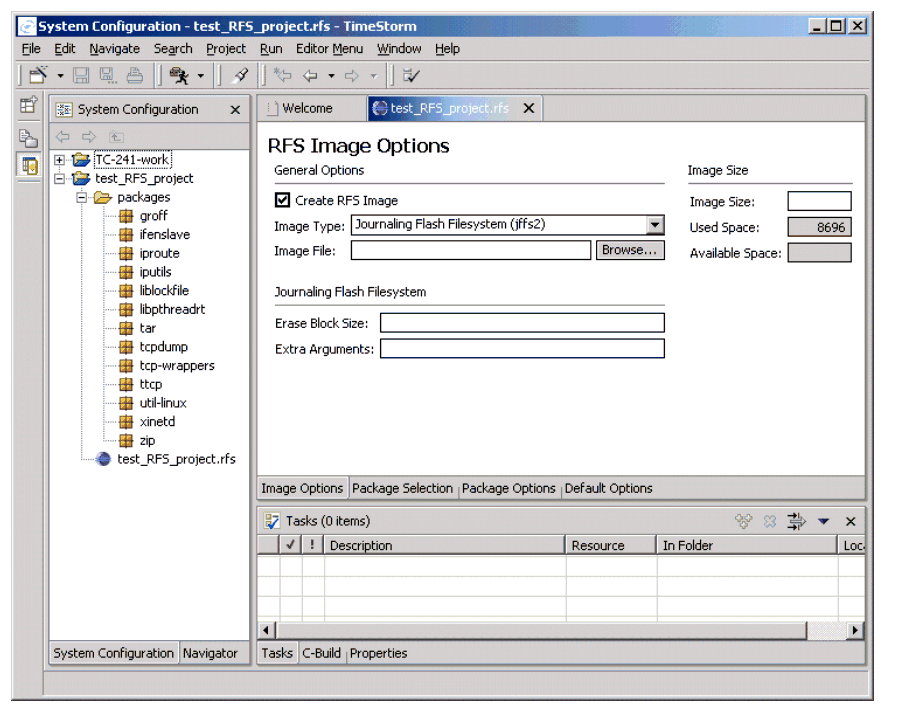 System Configuration - test_RFS_project.rfs - TimeStorm
File Edit Navigate Search Project Run Editor Menu Window Help
System Configuration
Welcome
test_RFS_project.rfs
TC-241-work
test_RFS_project
packages
groff
ifenslave
iproute
iputils
liblockfile
libpthreadrt
tar
tcpdump
tcp-wrappers
ttcp
util-linux
xinetd
zip
test_RFS_project.rfs
System Configuration Navigator
RFS Image Options
General Options
Create RFS Image
Image Type: Journaling Flash Filesystem (jffs2)
Image File: Browse...
Journaling Flash Filesystem
Erase Block Size:
Extra Arguments:
Image Size
Image Size:
Used Space: 8696
Available Space:
Image Options Package Selection Package Options Default Options
Tasks (0 items)
! Description Resource In Folder Loc
Tasks C-Build Properties